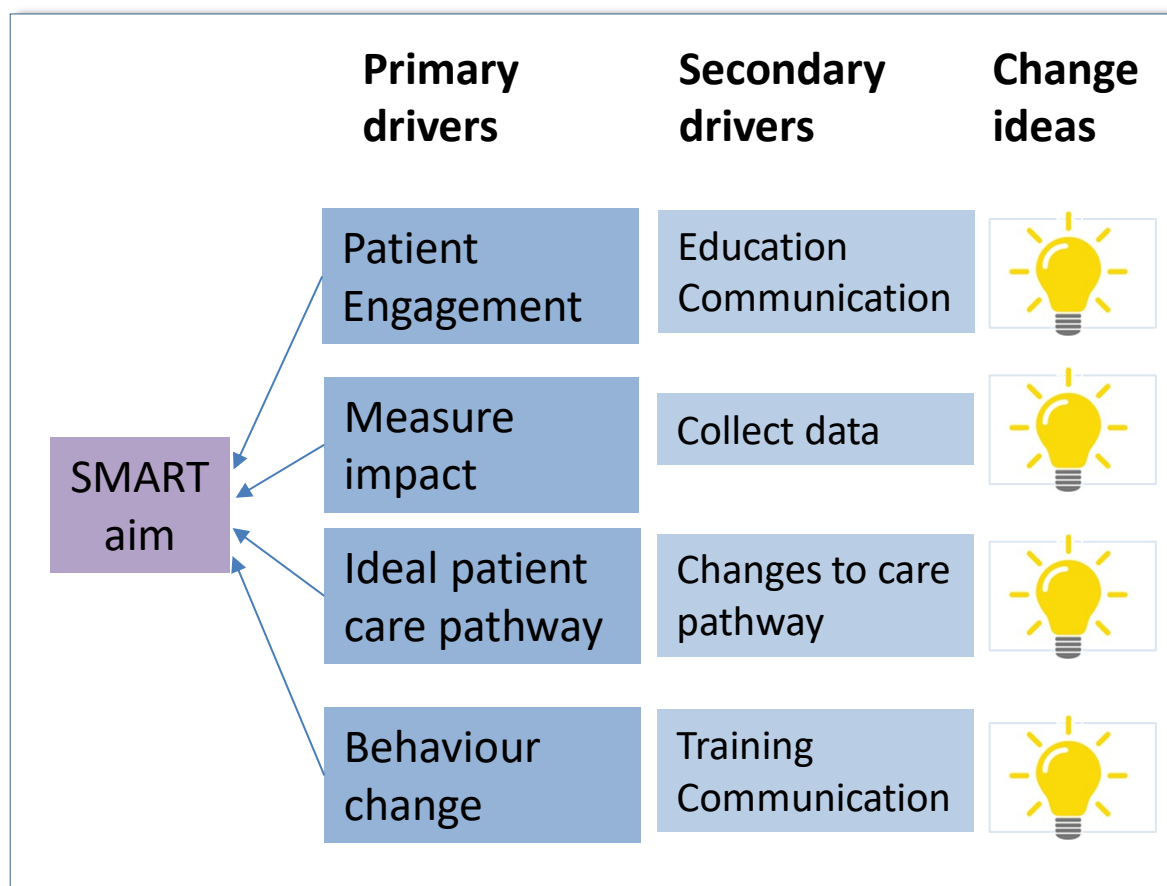 Primary
drivers
Secondary
drivers
Change
ideas
Patient
Engagement
Education
Communication
Measure
impact
Collect data
SMART
aim
Ideal patient
care pathway
Changes to care
pathway
Behaviour
change
Training
Communication